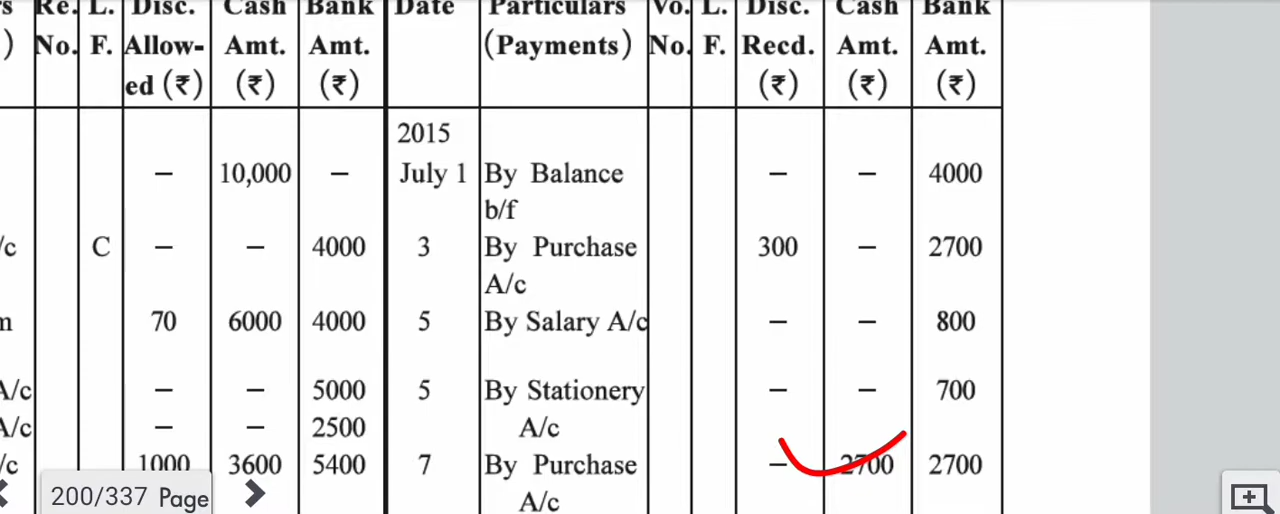 s Re. L. Disc. Cash Bank Date Particulars Vo. L. Disc. Cash Bank
) No. F. Allow- Amt. Amt. (Payments) No. F. Recd. Amt. Amt.
ed (₹) (₹) (₹) (₹) (₹) (₹)
2015
– 10,000 – July 1 By Balance – – 4000
b/f
/c C – – 4000 3 By Purchase 300 – 2700
A/c
m 70 6000 4000 5 By Salary A/c – – 800
A/c – – 5000 5 By Stationery – – 700
A/c – – 2500 A/c
/c 1000 3600 5400 7 By Purchase – 2700 2700
200/337 Page A/c